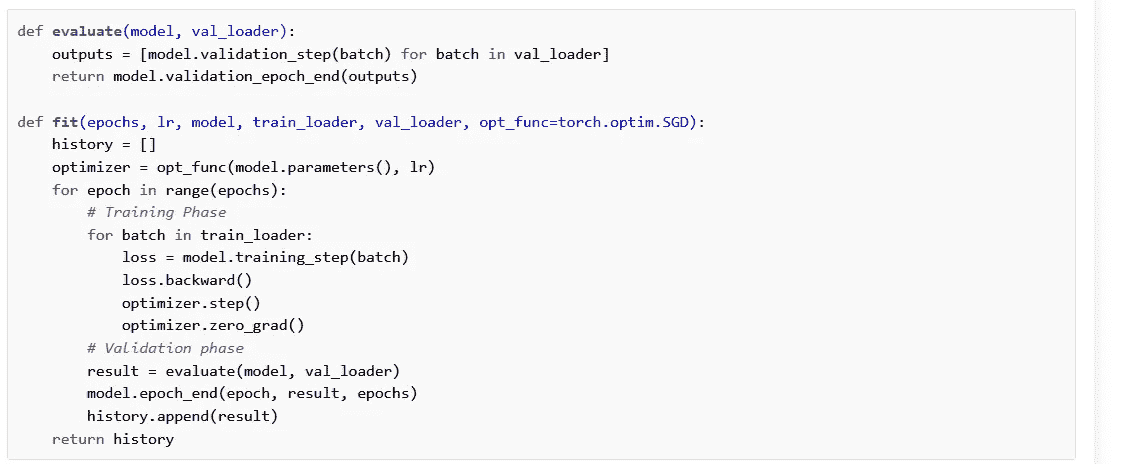 def evaluate(model, val_loader):
    outputs = [model.validation_step(batch) for batch in val_loader]
    return model.validation_epoch_end(outputs)

def fit(epochs, lr, model, train_loader, val_loader, opt_func=torch.optim.SGD):
    history = []
    optimizer = opt_func(model.parameters(), lr)
    for epoch in range(epochs):
        # Training Phase
        for batch in train_loader:
            loss = model.training_step(batch)
            loss.backward()
            optimizer.step()
            optimizer.zero_grad()
        # Validation phase
        result = evaluate(model, val_loader)
        model.epoch_end(epoch, result, epochs)
        history.append(result)
    return history